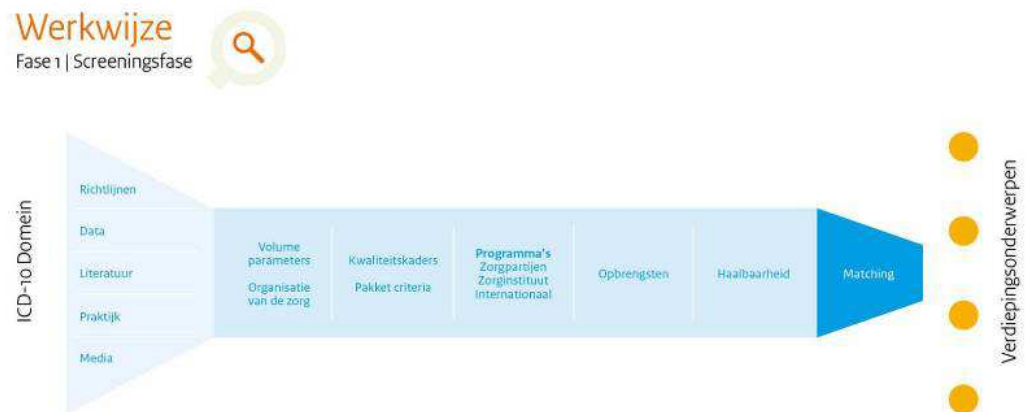 Werkwijze
Fase 1 | Screeningsfase
ICD-10 Domein
Richtlijnen
Data
Literatuur
Praktijk
Media
Volume
parameters
Organisatie
van de zorg
Kwaliteitskaders
Pakket criteria
Programma's
Zorgpartijen
Zorginstituut
Internationaal
Opbrengsten
Haalbaarheid
Matching
Verdiepingsonderwerpen